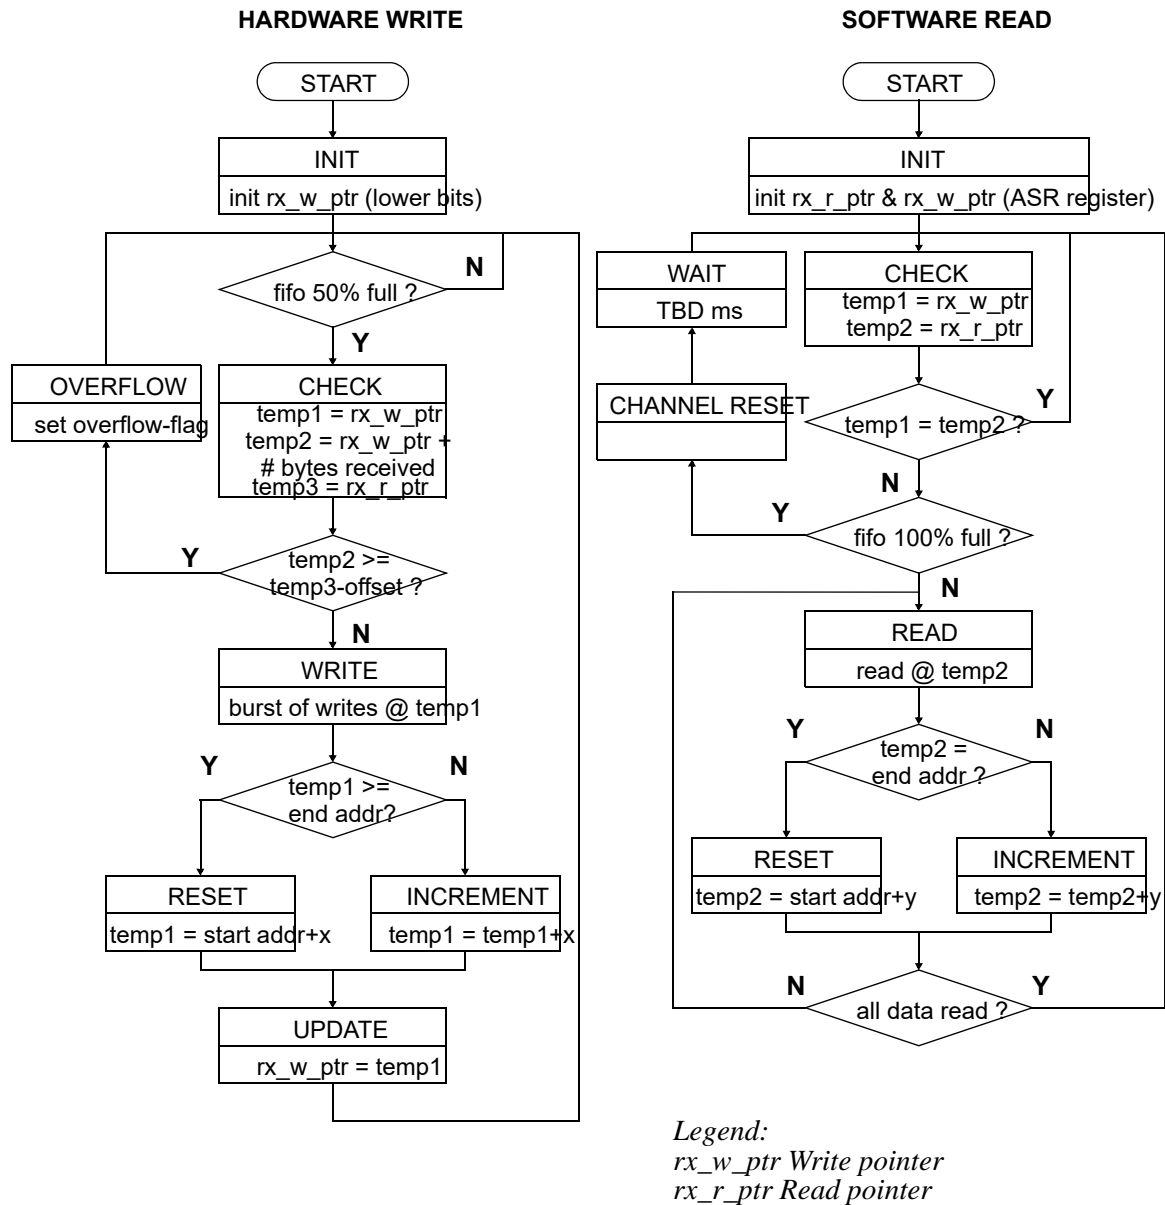 HARDWARE WRITE
START
INIT
init rx_w_ptr (lower bits)
fifo 50% full ?
N
Y
OVERFLOW
set overflow-flag
CHECK
temp1 = rx_w_ptr
temp2 = rx_w_ptr +
# bytes received
temp3 = rx_r_ptr
Y
temp2 >=
temp3-offset ?
N
WRITE
burst of writes @ temp1
Y
N
temp1 >=
end addr?
RESET
temp1 = start addr+x
INCREMENT
temp1 = temp1+x
UPDATE
rx_w_ptr = temp1
SOFTWARE READ
START
INIT
init rx_r_ptr & rx_w_ptr (ASR register)
WAIT
TBD ms
CHECK
temp1 = rx_w_ptr
temp2 = rx_r_ptr
CHANNEL RESET
temp1 = temp2 ?
Y
N
Y
fifo 100% full ?
N
READ
read @ temp2
Y
N
temp2 =
end addr ?
RESET
temp2 = start addr+y
INCREMENT
temp2 = temp2+y
N
Y
all data read ?
Legend:
rx_w_ptr Write pointer
rx_r_ptr Read pointer